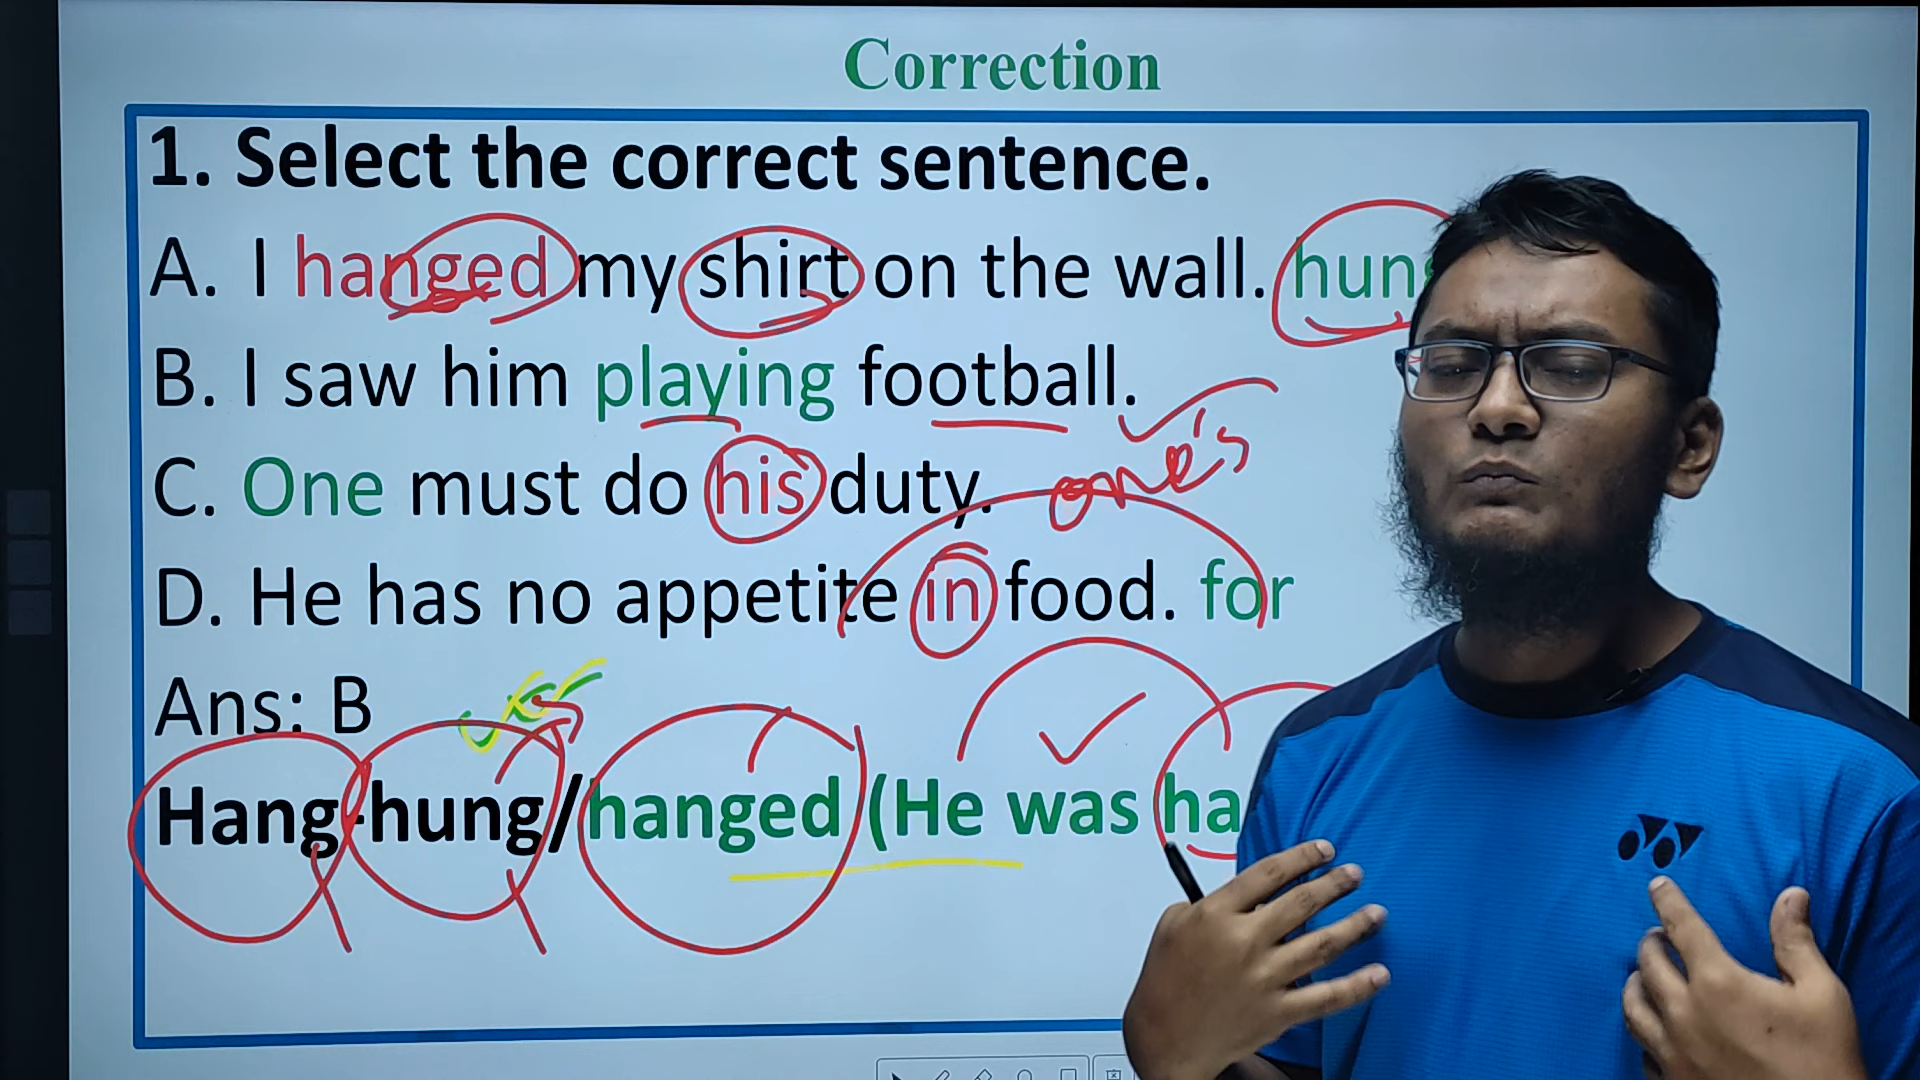 Correction
1. Select the correct sentence.
A. I hanged my shirt on the wall. hung
B. I saw him playing football.
C. One must do his duty. one's
D. He has no appetite in food. for
Ans: B
Hang-hung/hanged (He was ha